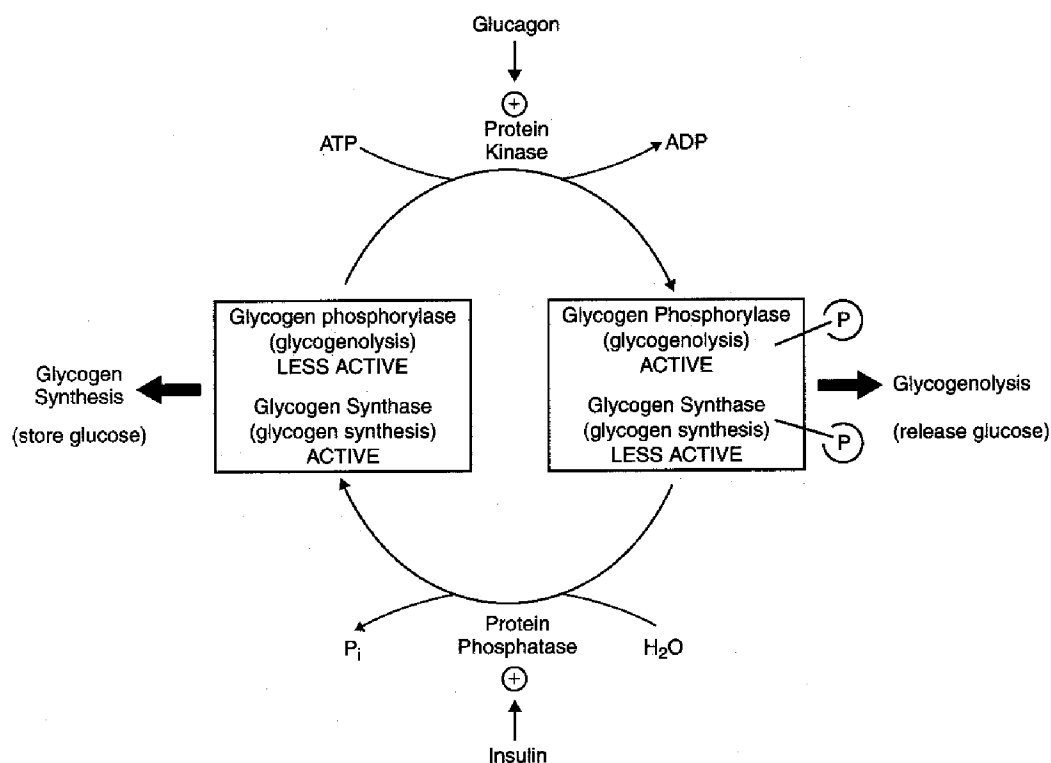 Glucagon
+
Protein
Kinase
ATP
ADP
Glycogen phosphorylase
(glycogenolysis)
LESS ACTIVE
Glycogen Synthase
(glycogen synthesis)
ACTIVE
Glycogen Phosphorylase
(glycogenolysis)
ACTIVE
Glycogen Synthase
(glycogen synthesis)
LESS ACTIVE
P
P
Glycogen
Synthesis
(store glucose)
Glycogenolysis
(release glucose)
Pi
Protein
Phosphatase
H2O
+
Insulin